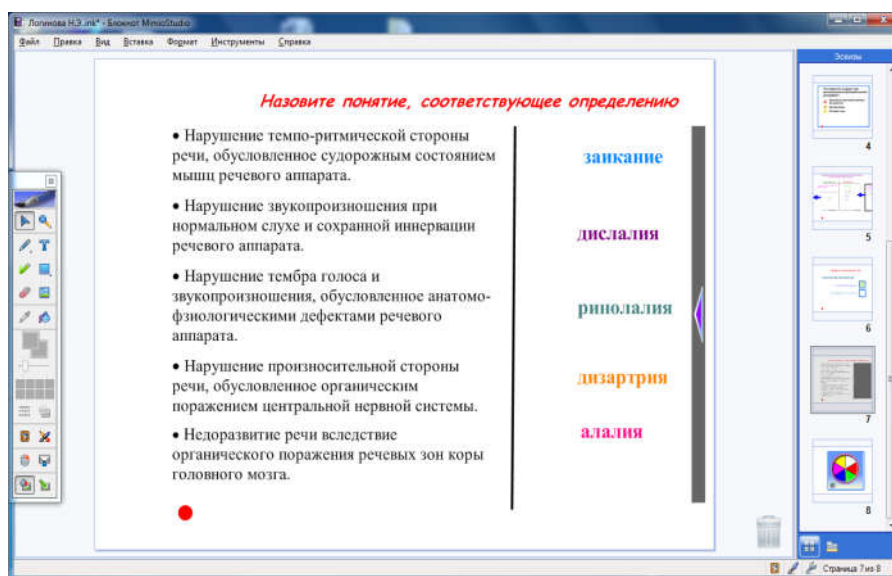 Логинова Н.Э..ink* - Блокнот MimioStudio
Файл Правка Вид Вставка Формат Инструменты Справка
Эскизы
Назовите понятие, соответствующее определению
• Нарушение темпо-ритмической стороны
речи, обусловленное судорожным состоянием
мышц речевого аппарата.
заикание
• Нарушение звукопроизношения при
нормальном слухе и сохранной иннервации
речевого аппарата.
дислалия
• Нарушение тембра голоса и
звукопроизношения, обусловленное анатомо-
фзиологическими дефектами речевого
аппарата.
ринолалия
• Нарушение произносительной стороны
речи, обусловленное органическим
поражением центральной нервной системы.
дизартрия
• Недоразвитие речи вследствие
органического поражения речевых зон коры
головного мозга.
алалия
4
5
6
7
8
Страница 7 из 8